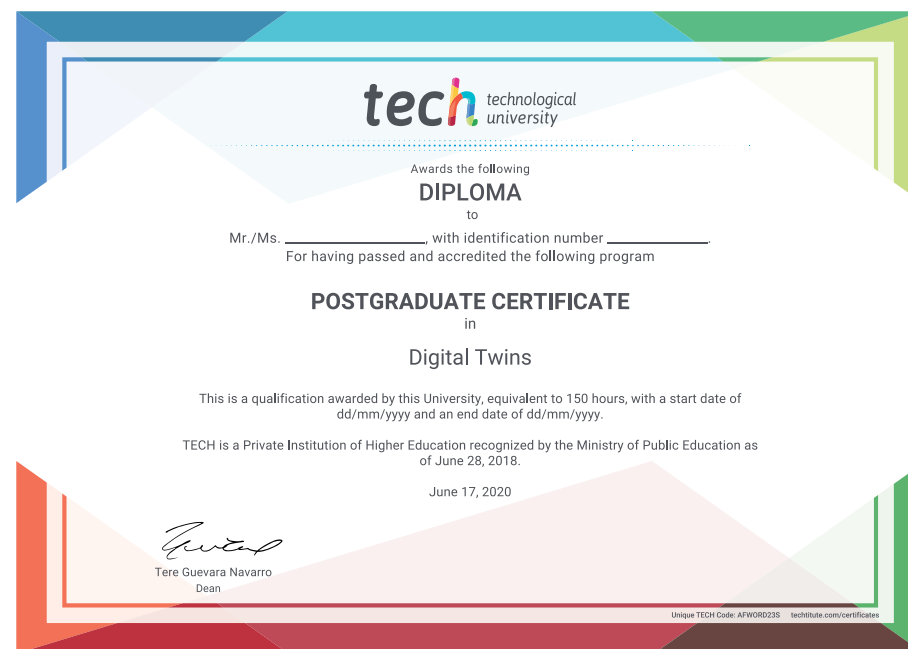 tech technological
university
Awards the following
DIPLOMA
to
Mr./Ms. ____________________, with identification number ______________.
For having passed and accredited the following program
POSTGRADUATE CERTIFICATE
in
Digital Twins
This is a qualification awarded by this University, equivalent to 150 hours, with a start date of
dd/mm/yyyy and an end date of dd/mm/yyyy.
TECH is a Private Institution of Higher Education recognized by the Ministry of Public Education as
of June 28, 2018.
June 17, 2020
Tere Guevara Navarro
Dean
Unique TECH Code: AFWORD23S techtitute.com/certificates